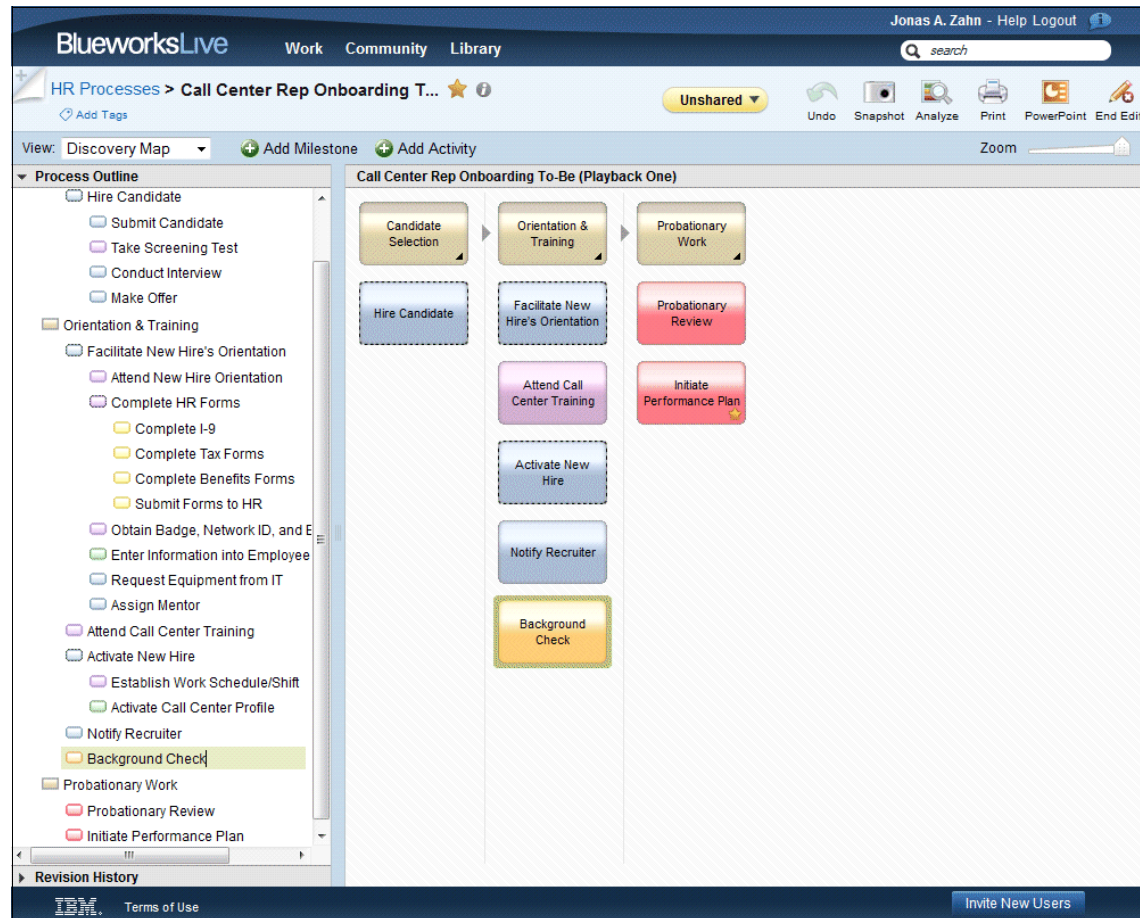 Jonas A. Zahn - Help Logout
BlueworksLive Work Community Library
search
HR Processes > Call Center Rep Onboarding T...
Add Tags
Unshared
Undo Snapshot Analyze Print PowerPoint End Edit
View: Discovery Map Add Milestone Add Activity Zoom
Process Outline
Hire Candidate
Submit Candidate
Take Screening Test
Conduct Interview
Make Offer
Orientation & Training
Facilitate New Hire's Orientation
Attend New Hire Orientation
Complete HR Forms
Complete I-9
Complete Tax Forms
Complete Benefits Forms
Submit Forms to HR
Obtain Badge, Network ID, and E
Enter Information into Employee
Request Equipment from IT
Assign Mentor
Attend Call Center Training
Activate New Hire
Establish Work Schedule/Shift
Activate Call Center Profile
Notify Recruiter
Background Check
Probationary Work
Probationary Review
Initiate Performance Plan
Revision History
Call Center Rep Onboarding To-Be (Playback One)
Candidate
Selection
Hire Candidate
Orientation &
Training
Facilitate New
Hire's Orientation
Attend Call
Center Training
Activate New
Hire
Notify Recruiter
Background
Check
Probationary
Work
Probationary
Review
Initiate
Performance Plan
IBM. Terms of Use
Invite New Users